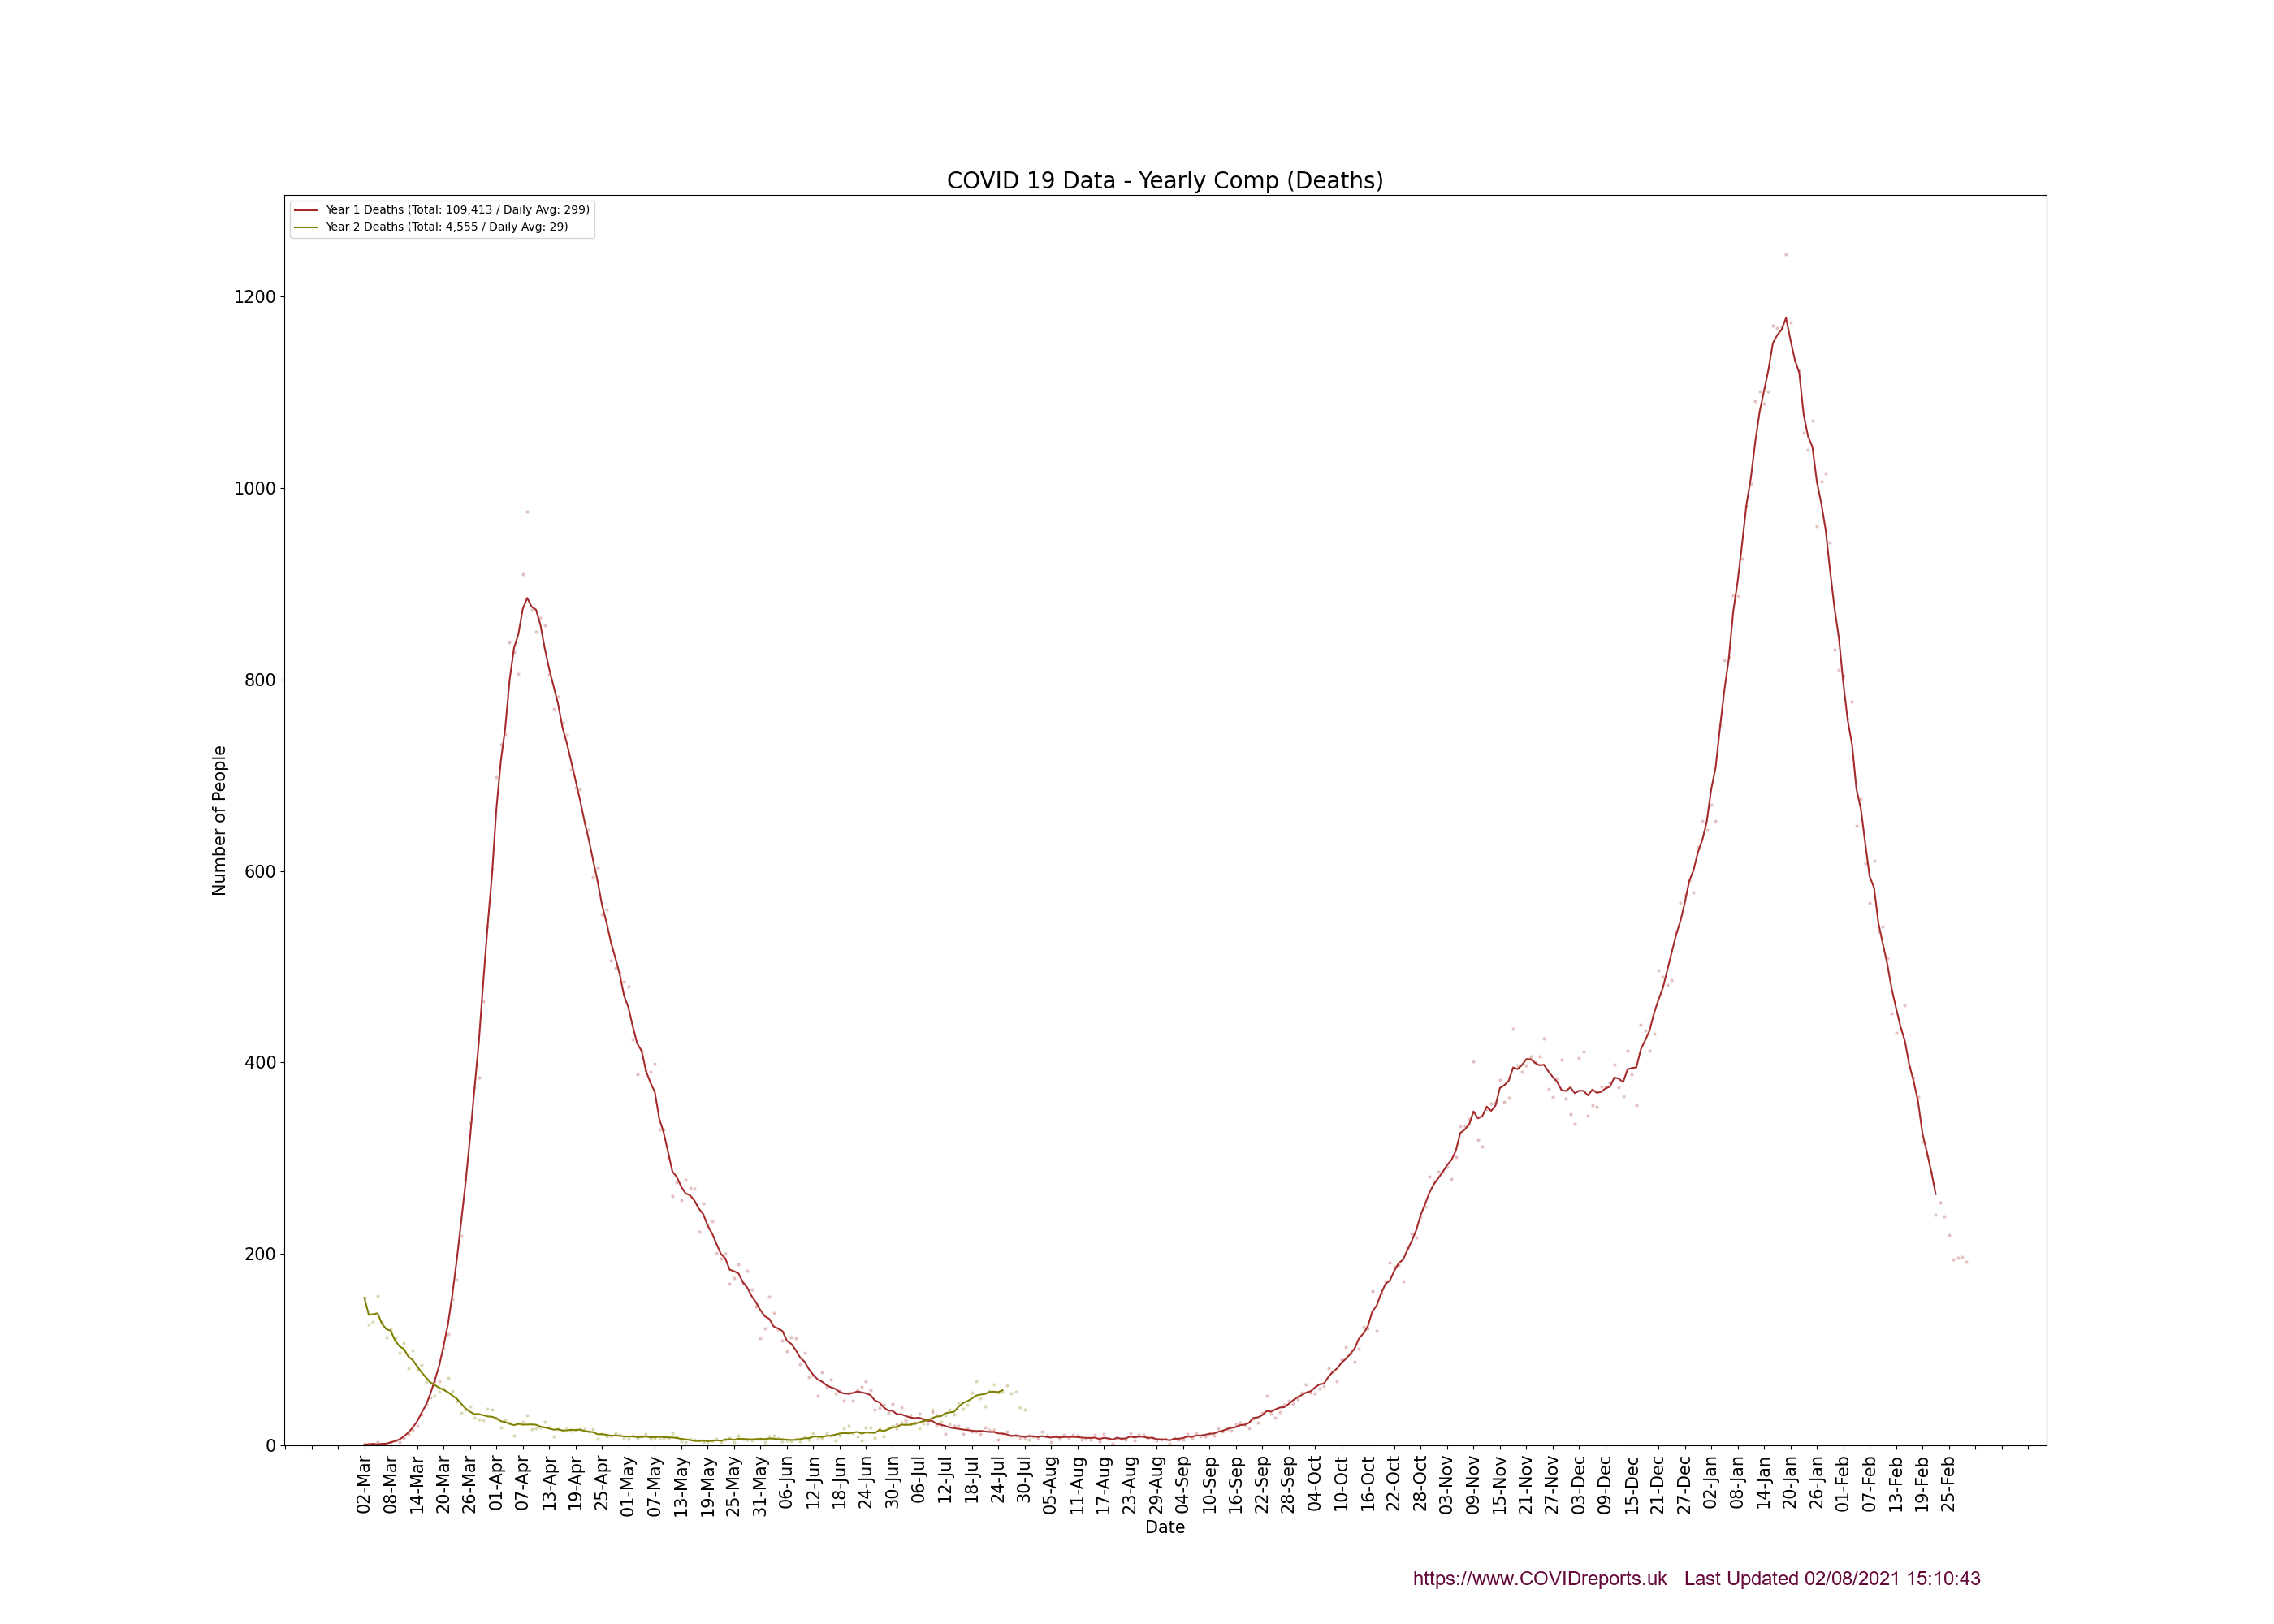 COVID 19 Data - Yearly Comp (Deaths)
Year 1 Deaths (Total: 109,413 / Daily Avg: 299)
Year 2 Deaths (Total: 4,555 / Daily Avg: 29)
1200
1000
800
600
400
200
0
Number of People
02-Mar
08-Mar
14-Mar
20-Mar
26-Mar
01-Apr
07-Apr
13-Apr
19-Apr
25-Apr
01-May
07-May
13-May
19-May
25-May
31-May
06-Jun
12-Jun
18-Jun
24-Jun
30-Jun
06-Jul
12-Jul
18-Jul
24-Jul
30-Jul
05-Aug
11-Aug
17-Aug
23-Aug
29-Aug
04-Sep
10-Sep
16-Sep
22-Sep
28-Sep
04-Oct
10-Oct
16-Oct
22-Oct
28-Oct
03-Nov
09-Nov
15-Nov
21-Nov
27-Nov
03-Dec
09-Dec
15-Dec
21-Dec
27-Dec
02-Jan
08-Jan
14-Jan
20-Jan
26-Jan
01-Feb
07-Feb
13-Feb
19-Feb
25-Feb
Date
https://www.COVIDreports.uk Last Updated 02/08/2021 15:10:43